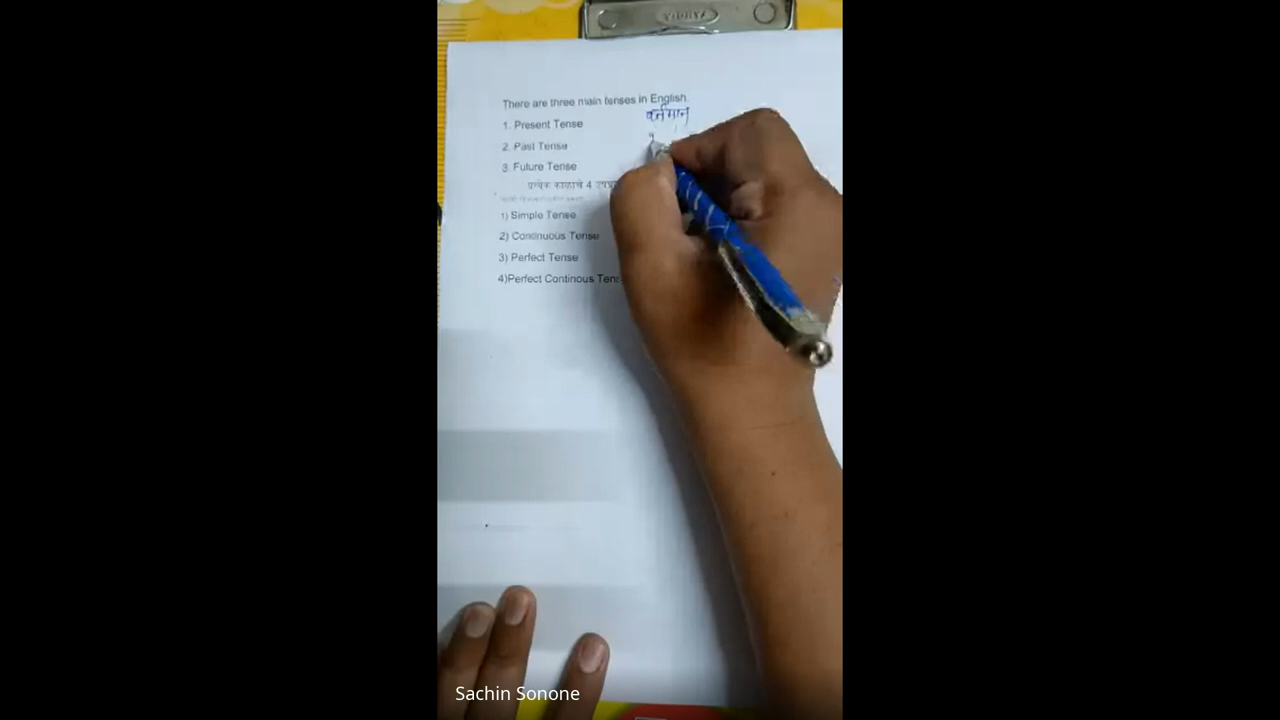 There are three main tenses in English.
वर्तमान
1. Present Tense
2. Past Tense
3. Future Tense
प्रत्येक काळाचे 4
1) Simple Tense
2) Continuous Tense
3) Perfect Tense
4)Perfect Continous
Sachin Sonone